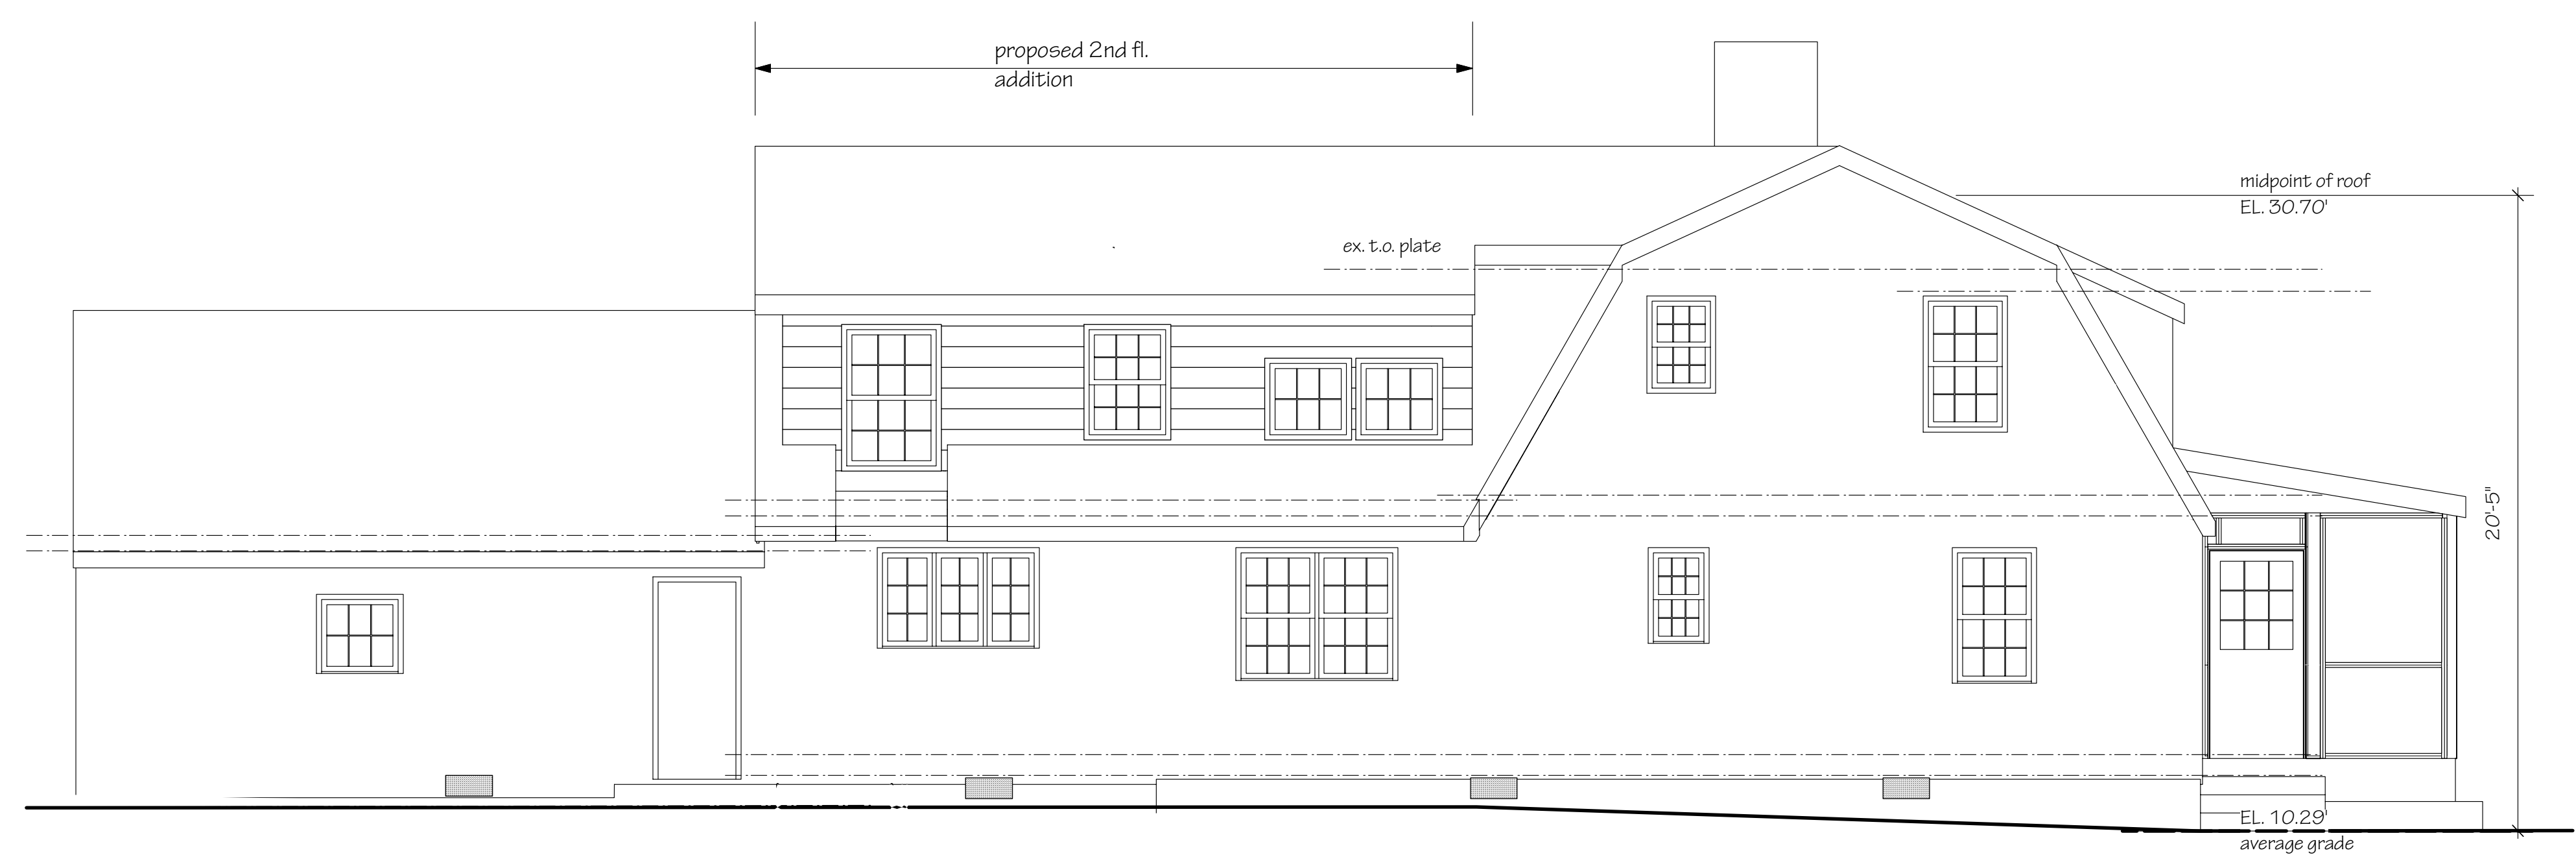 proposed 2nd fl.
addition
midpoint of roof
EL. 30.70'
ex. t.o. plate
20'-5"
EL. 10.29'
average grade